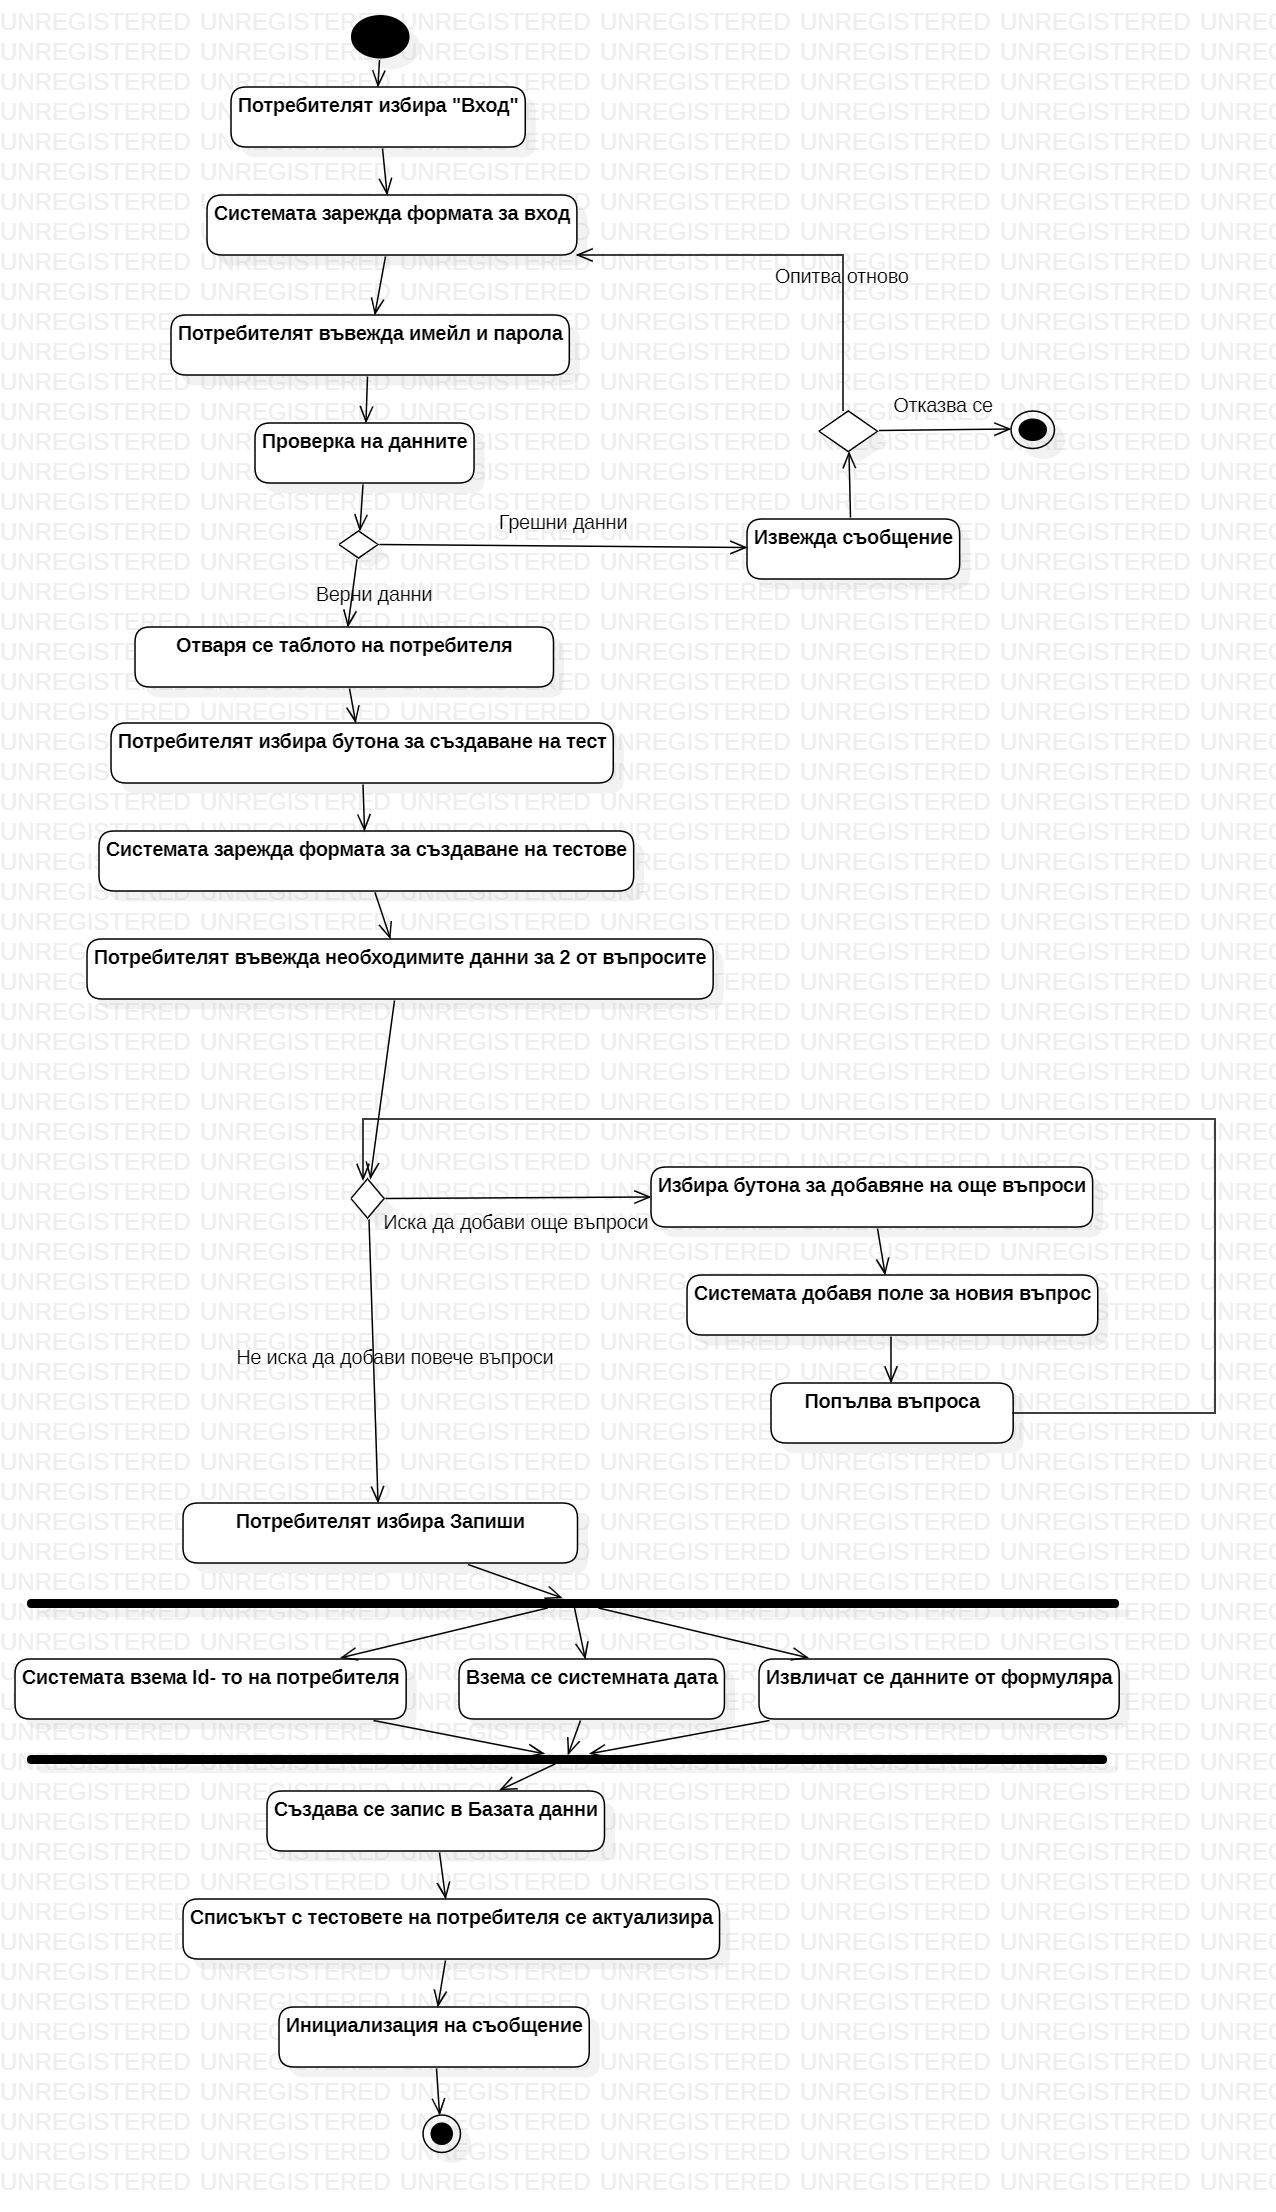 Потребителят избира "Вход"
Системата зарежда формата за вход
Опитва отново
Потребителят въвежда имейл и парола
Отказва се
Проверка на данните
Грешни данни
Извежда съобщение
Верни данни
Отваря се таблото на потребителя
Потребителят избира бутона за създаване на тест
Системата зарежда формата за създаване на тестове
Потребителят въвежда необходимите данни за 2 от въпросите
Избира бутона за добавяне на още въпроси
Иска да добави още въпроси
Системата добавя поле за новия въпрос
Не иска да добави повече въпроси
Попълва въпроса
Потребителят избира Запиши
Системата взема Id- то на потребителя
Взема се системната дата
Извличат се данните от формуляра
Създава се запис в Базата данни
Списъкът с тестовете на потребителя се актуализира
Инициализация на съобщение
UNREGISTERED